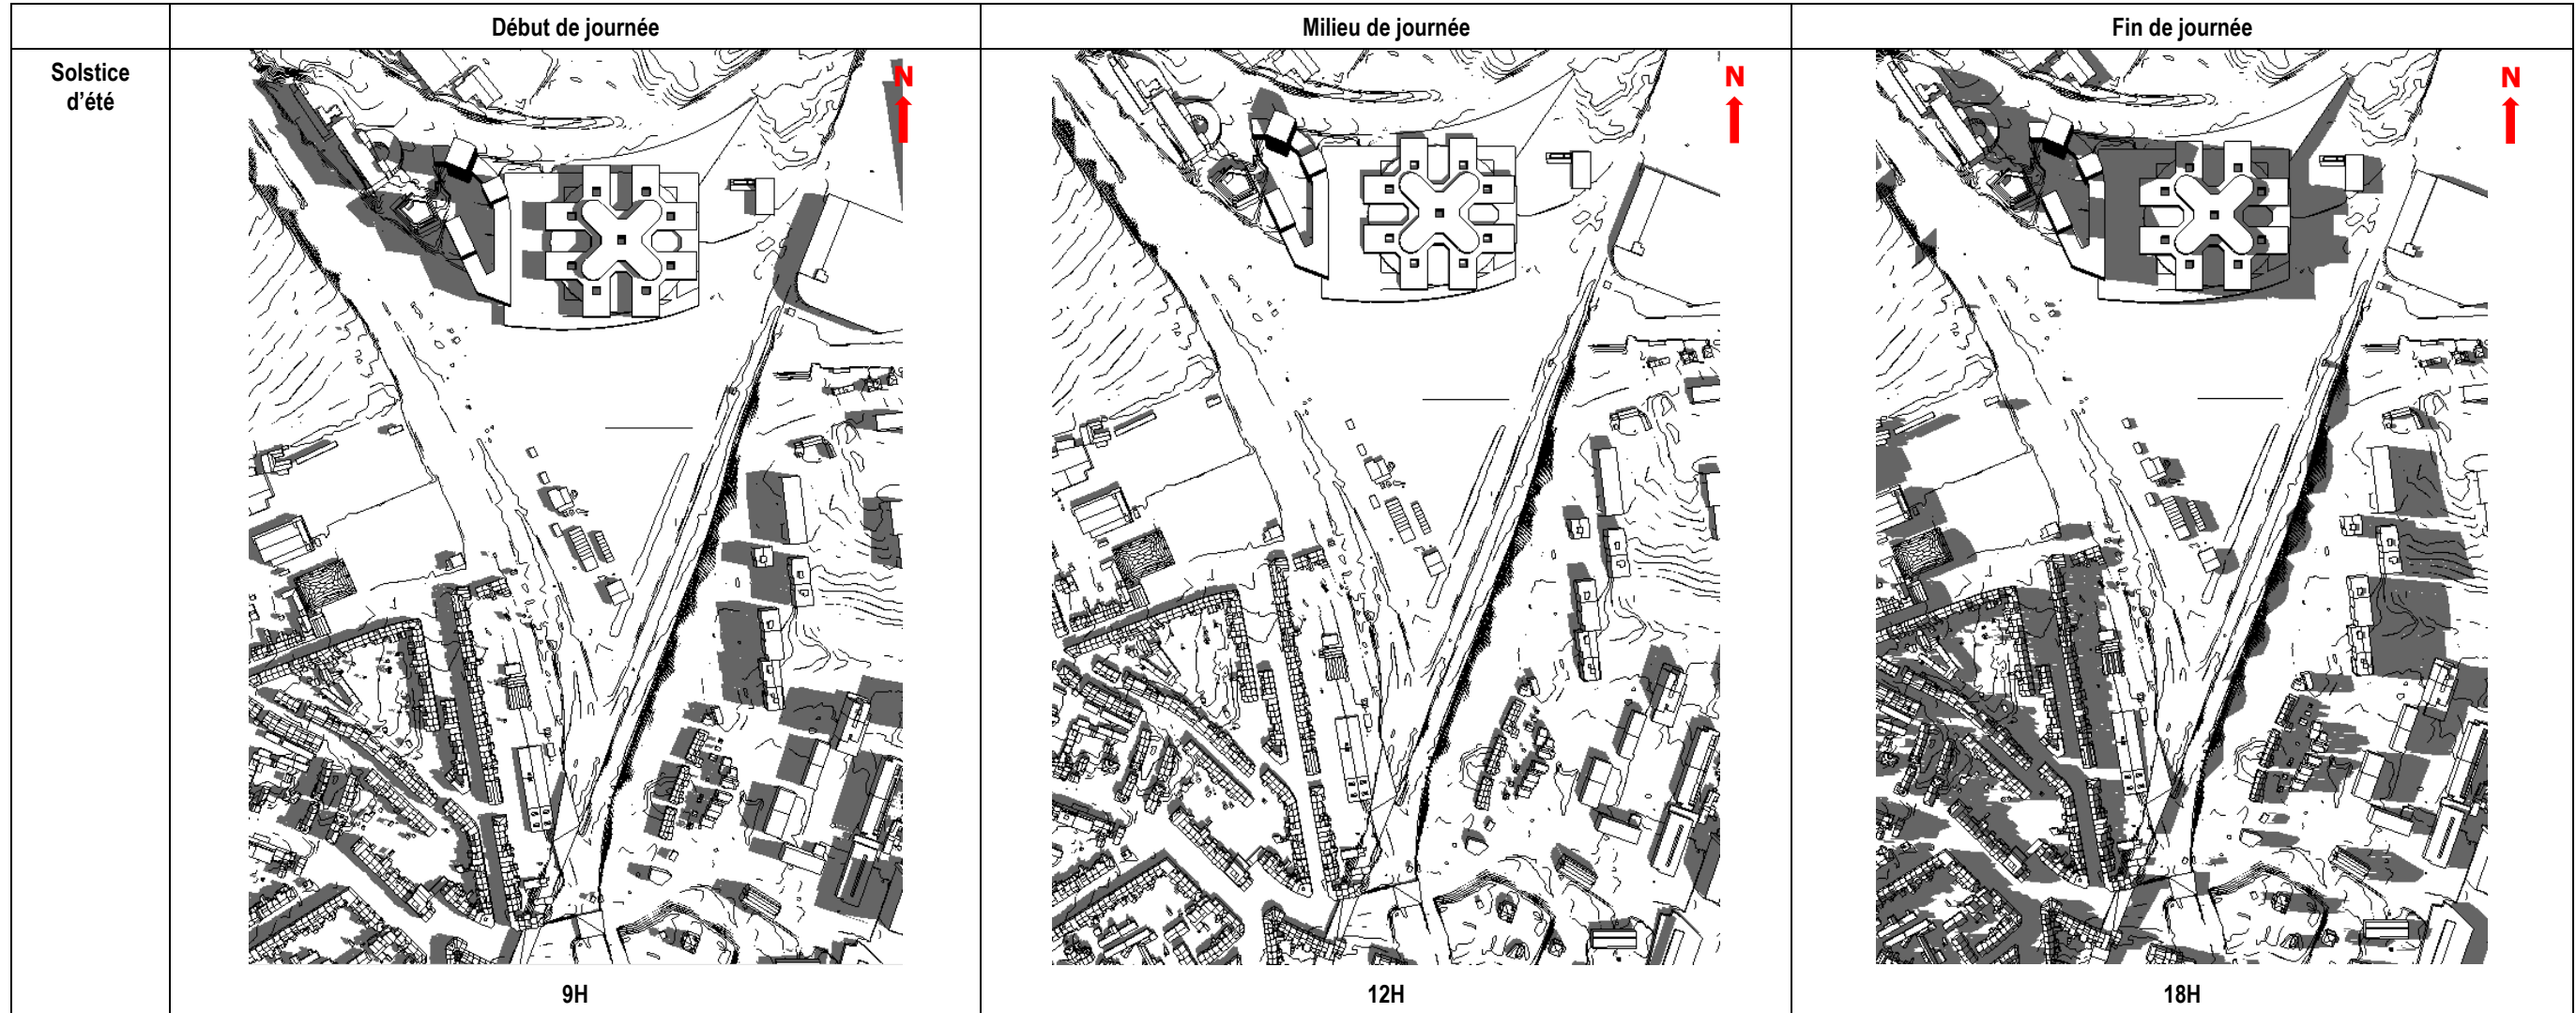 Début de journée
Milieu de journée
Fin de journée
Solstice
d’été
N
N
N
9H
12H
18H